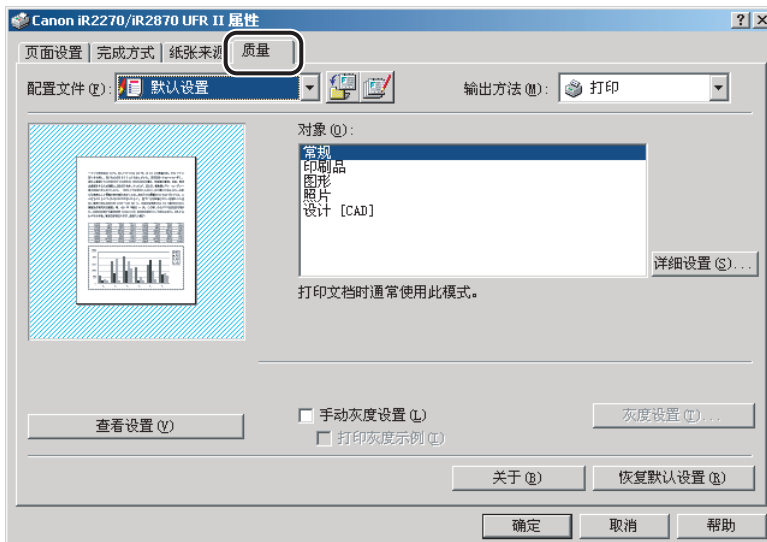 Canon iR2270/iR2870 UFR II 属性
页面设置 完成方式 纸张来源 质量
配置文件(F): 默认设置 输出方法(M): 打印
对象(O):
常规
印刷品
图形
照片
设计 [CAD]
详细设置(S)...
打印文档时通常使用此模式。
查看设置(V)
手动灰度设置(L) 灰度设置(T)...
打印灰度示例(I)
关于(B) 恢复默认设置(R)
确定 取消 帮助